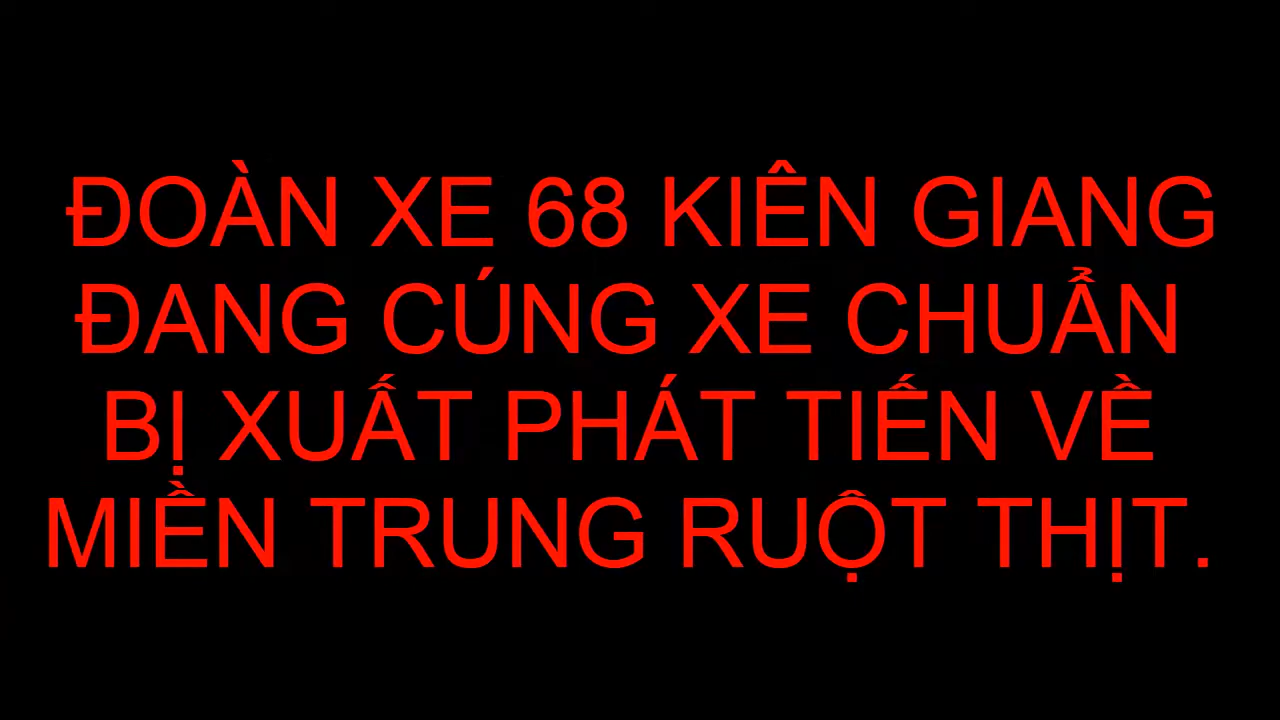 ĐOÀN XE 68 KIÊN GIANG
ĐANG CÚNG XE CHUẨN
BỊ XUẤT PHÁT TIẾN VỀ
MIỀN TRUNG RUỘT THỊT.